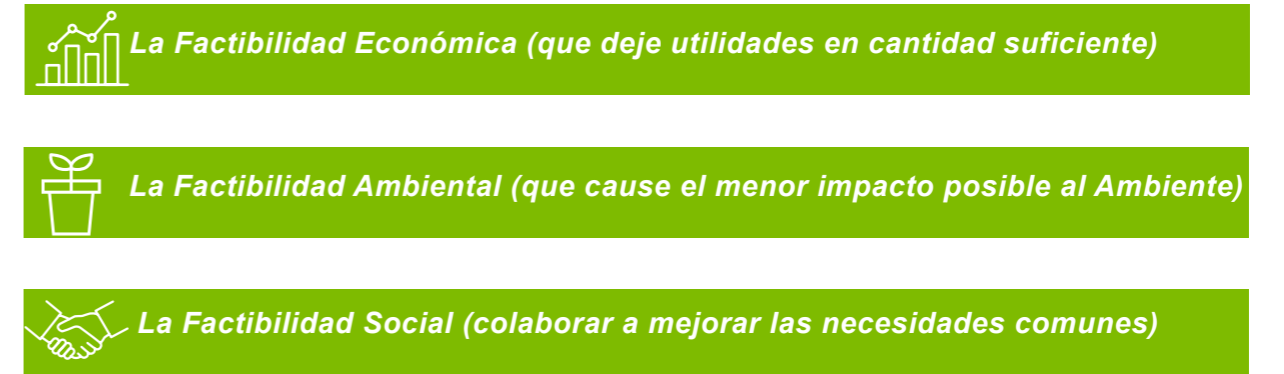 La Factibilidad Económica (que deje utilidades en cantidad suficiente)
La Factibilidad Ambiental (que cause el menor impacto posible al Ambiente)
La Factibilidad Social (colaborar a mejorar las necesidades comunes)